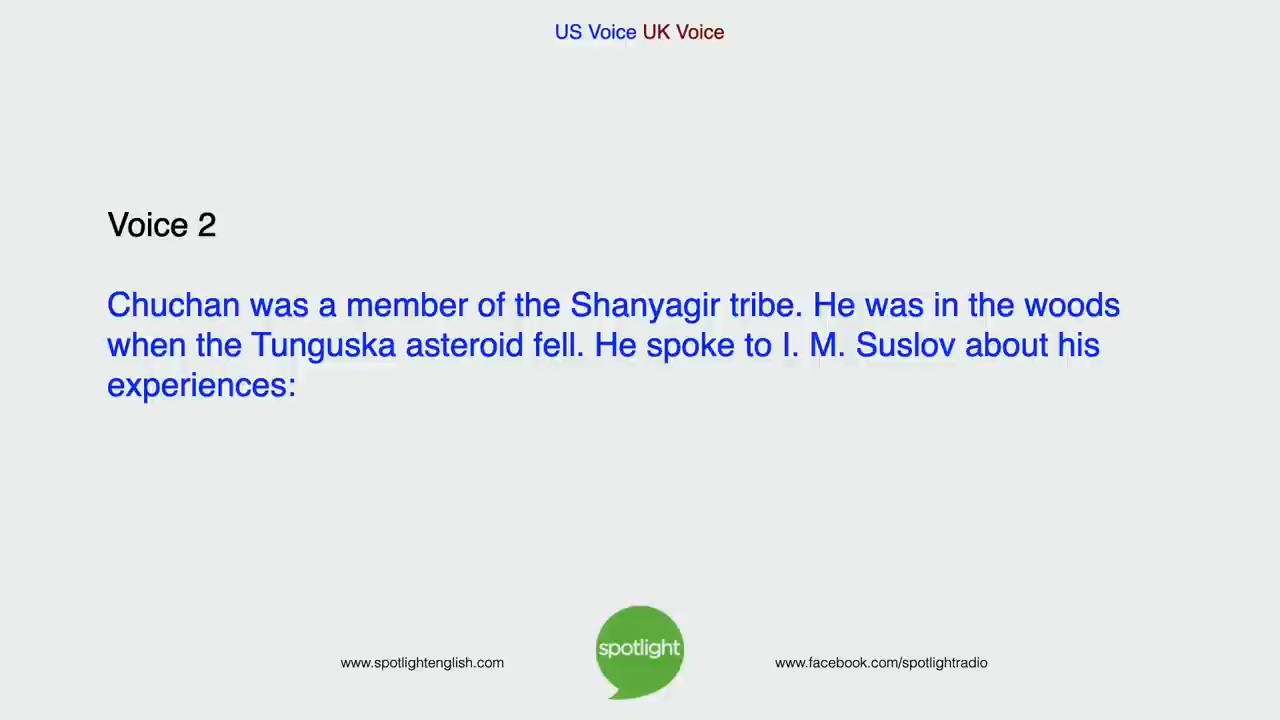 US Voice UK Voice
Voice 2
Chuchan was a member of the Shanyagir tribe. He was in the woods
when the Tunguska asteroid fell. He spoke to I. M. Suslov about his
experiences:
www.spotlightenglish.com
spotlight
www.facebook.com/spotlightradio